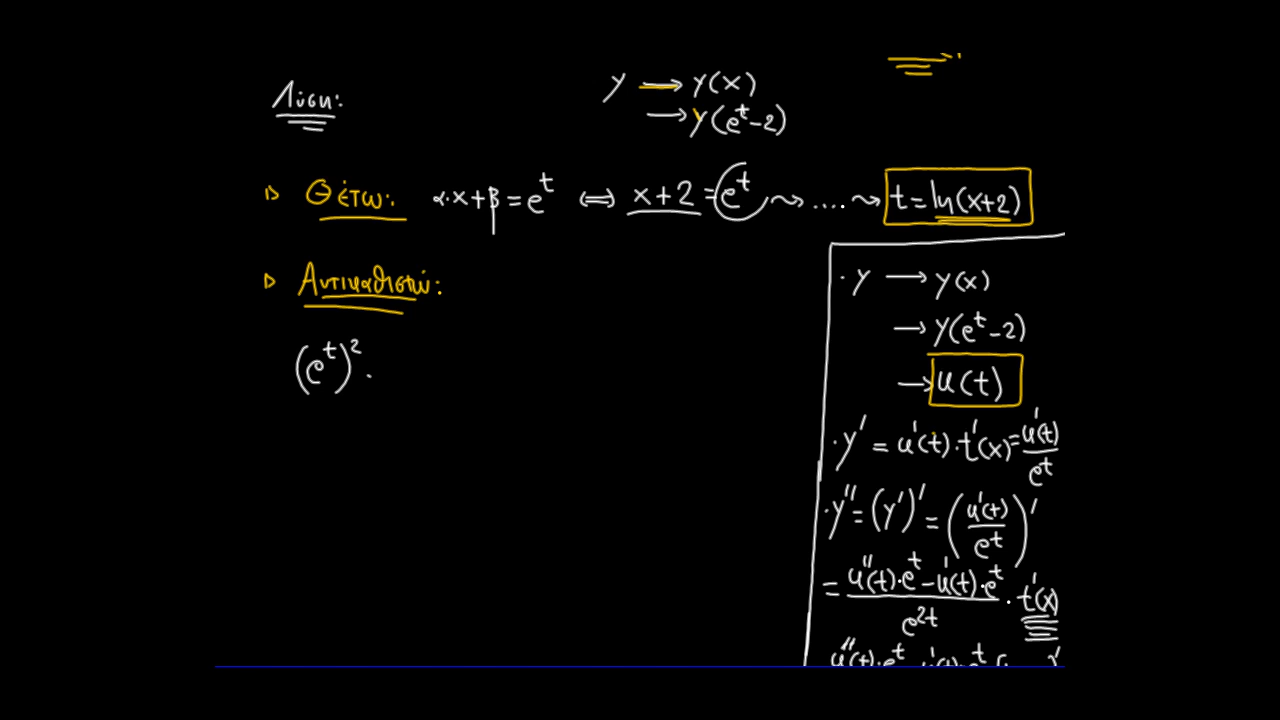 Λύση:
y → y(x)
→ y(e^t-2)
▷ Θέτω: α·x+β = e^t ⟺ x+2 = e^t ⇝ .... ⇝ t = ln(x+2)
▷ Αντικαθιστώ:
(e^t)^2 .
· y → y(x)
→ y(e^t-2)
→ u(t)
· y' = u'(t)·t'(x) = u'(t)/e^t
· y'' = (y')' = (u'(t)/e^t)'
= (u''(t)·e^t - u'(t)·e^t)/e^2t · t'(x)